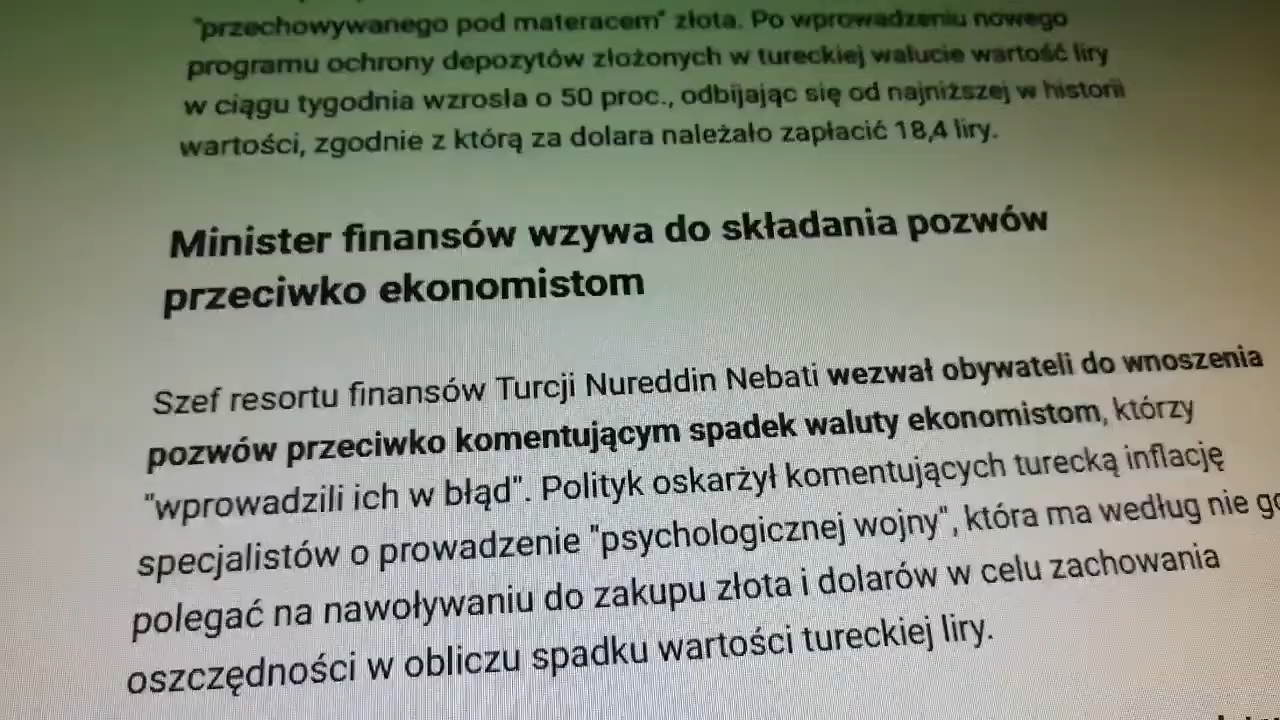 "przechowywanego pod materacem" złota. Po wprowadzeniu nowego
programu ochrony depozytów złożonych w tureckiej walucie wartość liry
w ciągu tygodnia wzrosła o 50 proc., odbijając się od najniższej w historii
wartości, zgodnie z którą za dolara należało zapłacić 18,4 liry.
Minister finansów wzywa do składania pozwów
przeciwko ekonomistom
Szef resortu finansów Turcji Nureddin Nebati wezwał obywateli do wnoszenia
pozwów przeciwko komentującym spadek waluty ekonomistom, którzy
"wprowadzili ich w błąd". Polityk oskarżył komentujących turecką inflację
specjalistów o prowadzenie "psychologicznej wojny", która ma według nie go
polegać na nawoływaniu do zakupu złota i dolarów w celu zachowania
oszczędności w obliczu spadku wartości tureckiej liry.